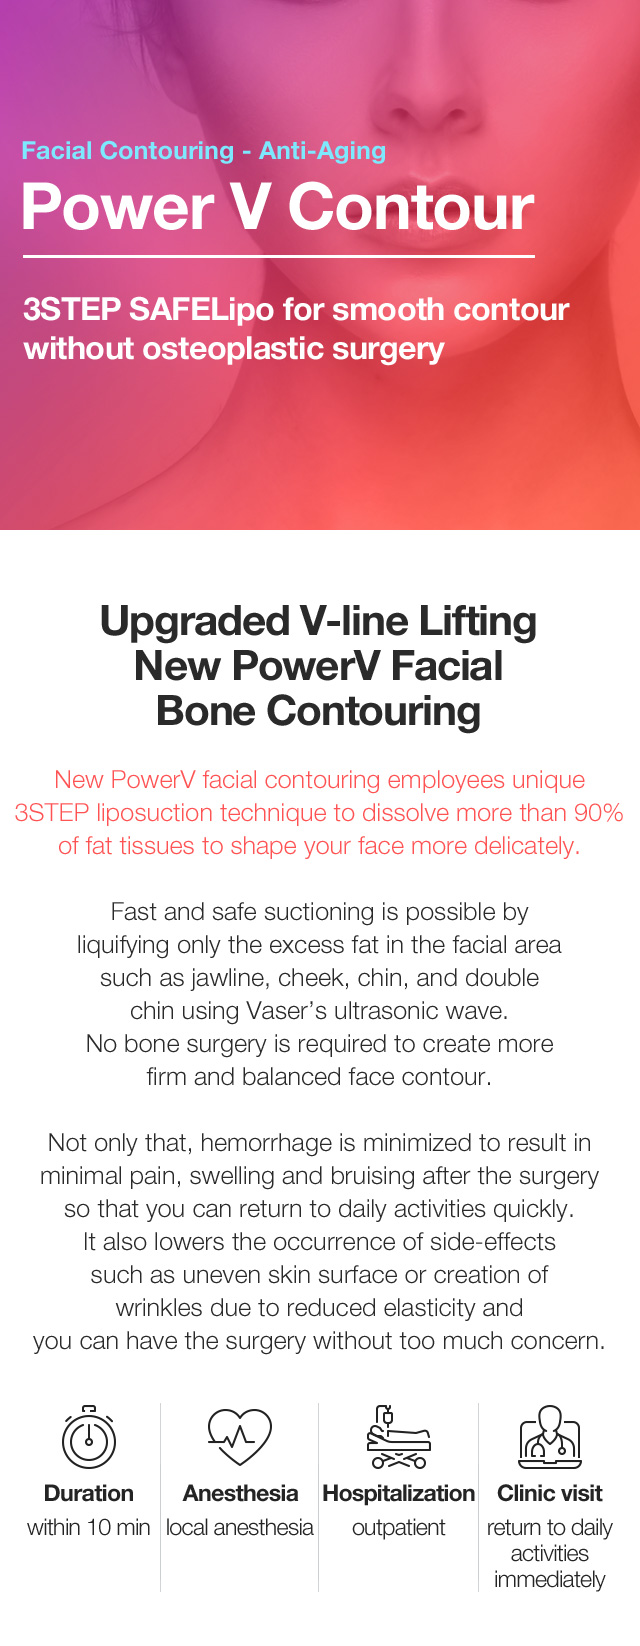 Facial Contouring - Anti-Aging
Power V Contour
3STEP SAFELipo for smooth contour
without osteoplastic surgery
Upgraded V-line Lifting
New PowerV Facial
Bone Contouring
New PowerV facial contouring employees unique
3STEP liposuction technique to dissolve more than 90%
of fat tissues to shape your face more delicately.
Fast and safe suctioning is possible by
liquifying only the excess fat in the facial area
such as jawline, cheek, chin, and double
chin using Vaser’s ultrasonic wave.
No bone surgery is required to create more
firm and balanced face contour.
Not only that, hemorrhage is minimized to result in
minimal pain, swelling and bruising after the surgery
so that you can return to daily activities quickly.
It also lowers the occurrence of side-effects
such as uneven skin surface or creation of
wrinkles due to reduced elasticity and
you can have the surgery without too much concern.
Duration
within 10 min
Anesthesia
local anesthesia
Hospitalization
outpatient
Clinic visit
return to daily
activities
immediately